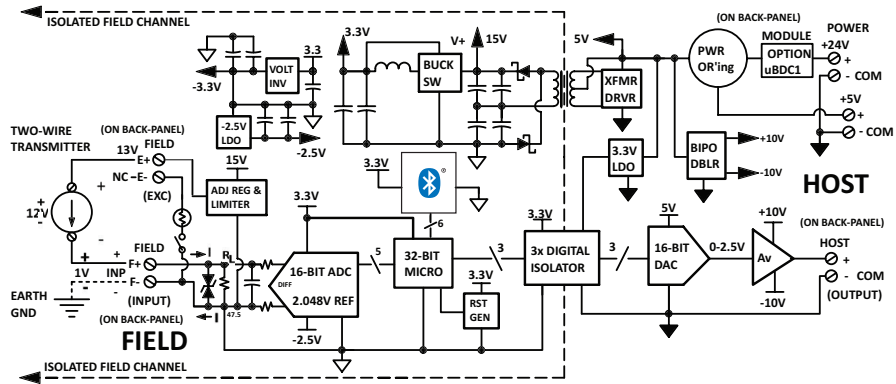 ISOLATED FIELD CHANNEL
(ON BACK-PANEL)
POWER
MODULE
3.3V
V+
15V
5V
3.3
+24V
PWR
OR'ing
OPTION
uBDC1
+
- COM
VOLT
INV
BUCK
SW
-3.3V
XFMR
DRVR
+5V
+
- COM
-2.5V
LDO
-2.5V
TWO-WIRE
TRANSMITTER
(ON BACK-PANEL)
FIELD
13V
E+
NC
-E-
(EXC)
15V
ADJ REG &
LIMITER
3.3V
3.3V
LDO
BIPO
DBLR
+10V
-10V
HOST
+
12V
-
+
-
3.3V
6
3.3V
5V
+10V
(ON BACK-PANEL)
+
1V
-
+
INP
-
FIELD
F+
F-
(INPUT)
I
I
RL
47.5
16-BIT ADC
DIFF
2.048V REF
5
32-BIT
MICRO
3
3x DIGITAL
ISOLATOR
3
16-BIT
DAC
0-2.5V
Av
HOST
+
- COM
(OUTPUT)
3.3V
RST
GEN
-10V
EARTH
GND
(ON BACK-PANEL)
FIELD
-2.5V
ISOLATED FIELD CHANNEL